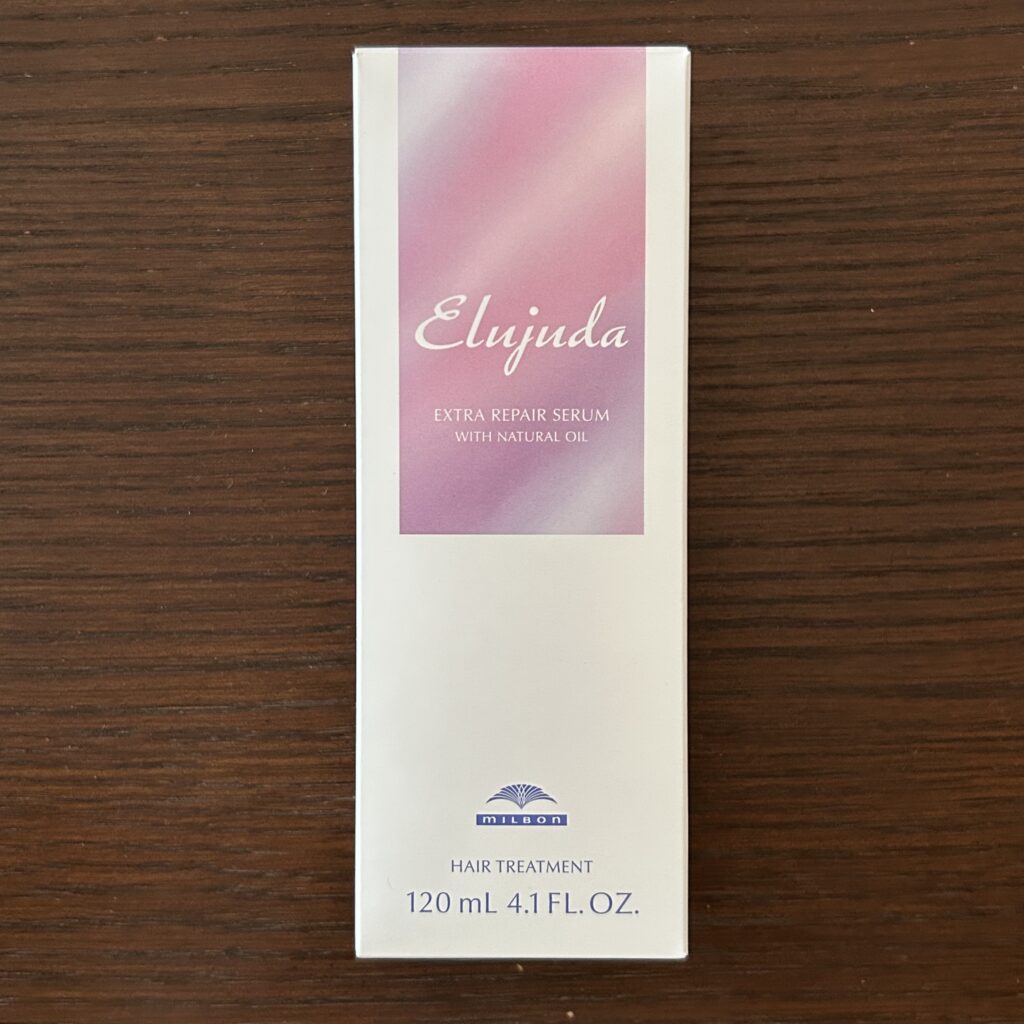 Elujuda
EXTRA REPAIR SERUM
WITH NATURAL OIL
MILBON
HAIR TREATMENT
120 mL 4.1 FL. OZ.